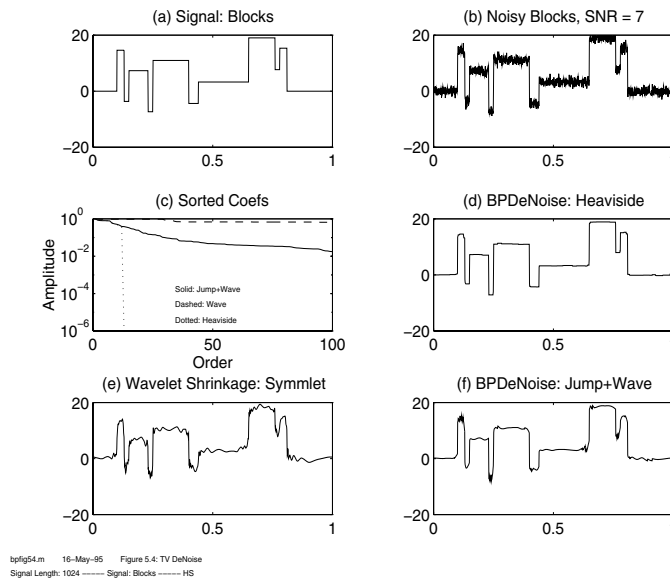 (a) Signal: Blocks
20
0
−20
0
0.5
1
(b) Noisy Blocks, SNR = 7
20
0
−20
0
0.5
(c) Sorted Coefs
10^0
10^−2
10^−4
10^−6
Amplitude
Solid: Jump+Wave
Dashed: Wave
Dotted: Heaviside
0
100
Order
(d) BPDeNoise: Heaviside
20
0
−20
0
0.5
(e) Wavelet Shrinkage: Symmlet
20
0
−20
0
0.5
1
(f) BPDeNoise: Jump+Wave
20
0
−20
0
0.5
bpfig54.m 16−May−95 Figure 5.4: TV DeNoise
Signal Length: 1024 −−−−− Signal: Blocks −−−−− HS